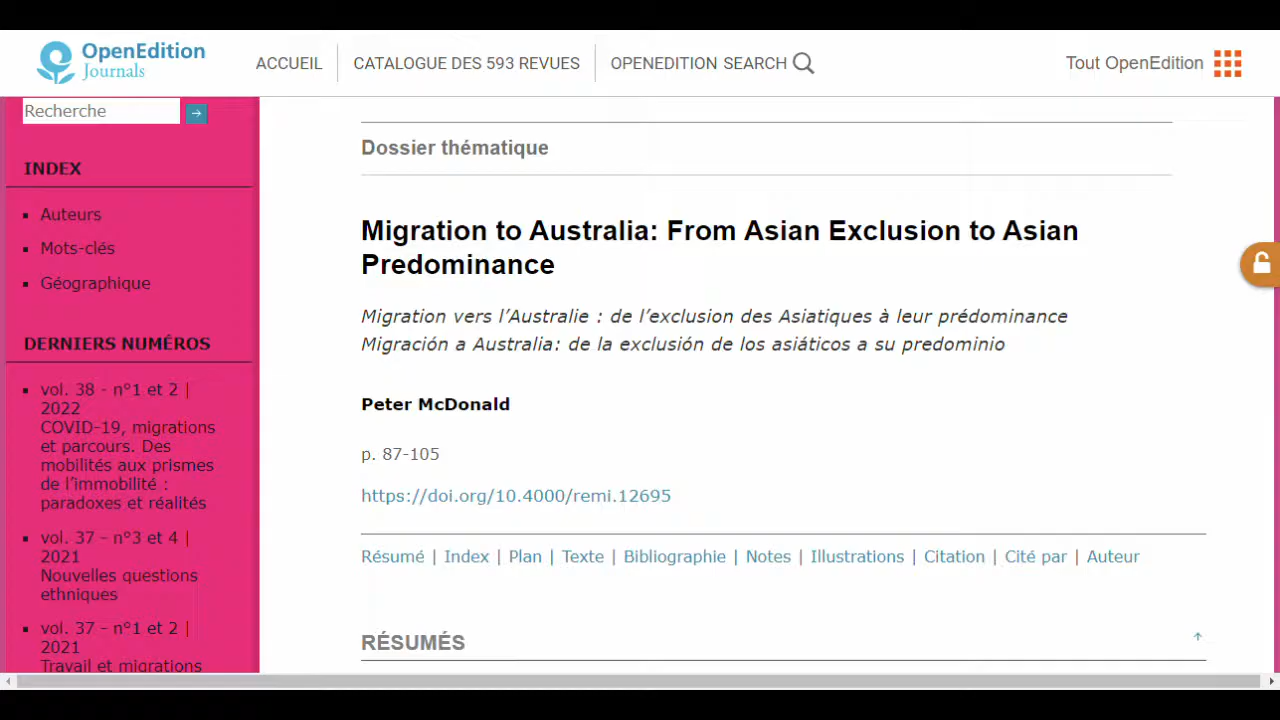 OpenEdition
Journals
ACCUEIL
CATALOGUE DES 593 REVUES
OPENEDITION SEARCH
Tout OpenEdition
Recherche
INDEX
Auteurs
Mots-clés
Géographique
DERNIERS NUMÉROS
vol. 38 - n°1 et 2 |
2022
COVID-19, migrations
et parcours. Des
mobilités aux prismes
de l’immobilité :
paradoxes et réalités
vol. 37 - n°3 et 4 |
2021
Nouvelles questions
ethniques
vol. 37 - n°1 et 2 |
2021
Travail et migrations
Dossier thématique
Migration to Australia: From Asian Exclusion to Asian
Predominance
Migration vers l’Australie : de l’exclusion des Asiatiques à leur prédominance
Migración a Australia: de la exclusión de los asiáticos a su predominio
Peter McDonald
p. 87-105
https://doi.org/10.4000/remi.12695
Résumé | Index | Plan | Texte | Bibliographie | Notes | Illustrations | Citation | Cité par | Auteur
RÉSUMÉS